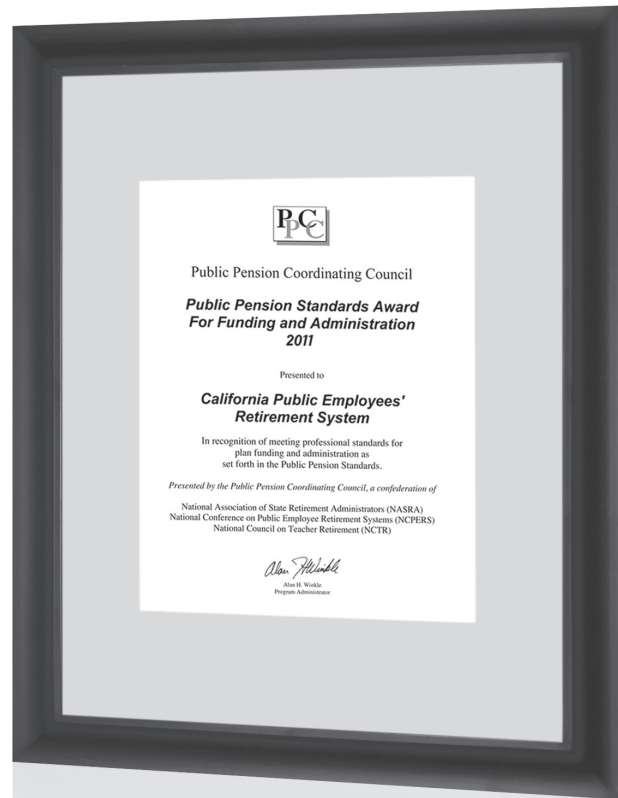 PPCC
Public Pension Coordinating Council
Public Pension Standards Award
For Funding and Administration
2011
Presented to
California Public Employees'
Retirement System
In recognition of meeting professional standards for
plan funding and administration as
set forth in the Public Pension Standards.
Presented by the Public Pension Coordinating Council, a confederation of
National Association of State Retirement Administrators (NASRA)
National Conference on Public Employee Retirement Systems (NCPERS)
National Council on Teacher Retirement (NCTR)
Alan H Winkle
Alan H. Winkle
Program Administrator